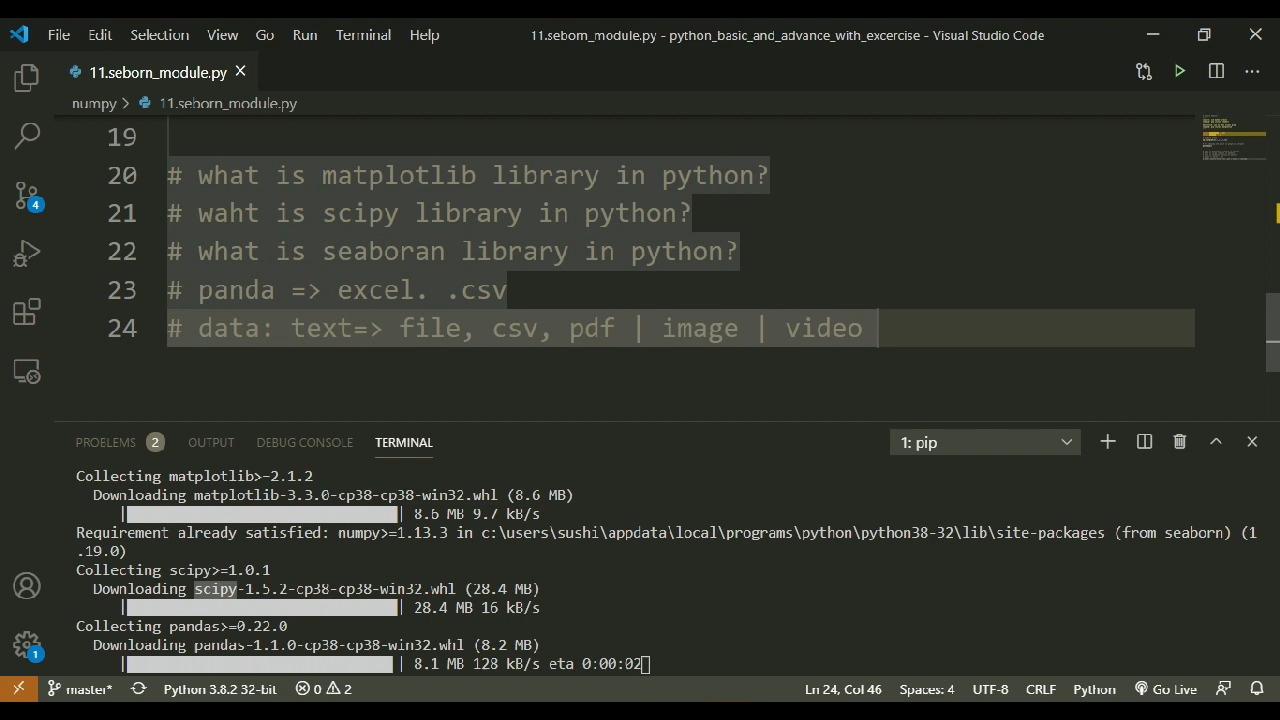 File Edit Selection View Go Run Terminal Help 11.seborn_module.py - python_basic_and_advance_with_excercise - Visual Studio Code
11.seborn_module.py
numpy > 11.seborn_module.py
19
20 # what is matplotlib library in python?
21 # waht is scipy library in python?
22 # what is seaboran library in python?
23 # panda => excel. .csv
24 # data: text=> file, csv, pdf | image | video
4
PROBLEMS 2 OUTPUT DEBUG CONSOLE TERMINAL 1: pip
Collecting matplotlib>=2.1.2
Downloading matplotlib-3.3.0-cp38-cp38-win32.whl (8.6 MB)
8.6 MB 9.7 kB/s
Requirement already satisfied: numpy>=1.13.3 in c:\users\sushi\appdata\local\programs\python\python38-32\lib\site-packages (from seaborn) (1
.19.0)
Collecting scipy>=1.0.1
Downloading scipy-1.5.2-cp38-cp38-win32.whl (28.4 MB)
28.4 MB 16 kB/s
Collecting pandas>=0.22.0
Downloading pandas-1.1.0-cp38-cp38-win32.whl (8.2 MB)
8.1 MB 128 kB/s eta 0:00:02
1
master* Python 3.8.2 32-bit 0 2 Ln 24, Col 46 Spaces: 4 UTF-8 CRLF Python Go Live